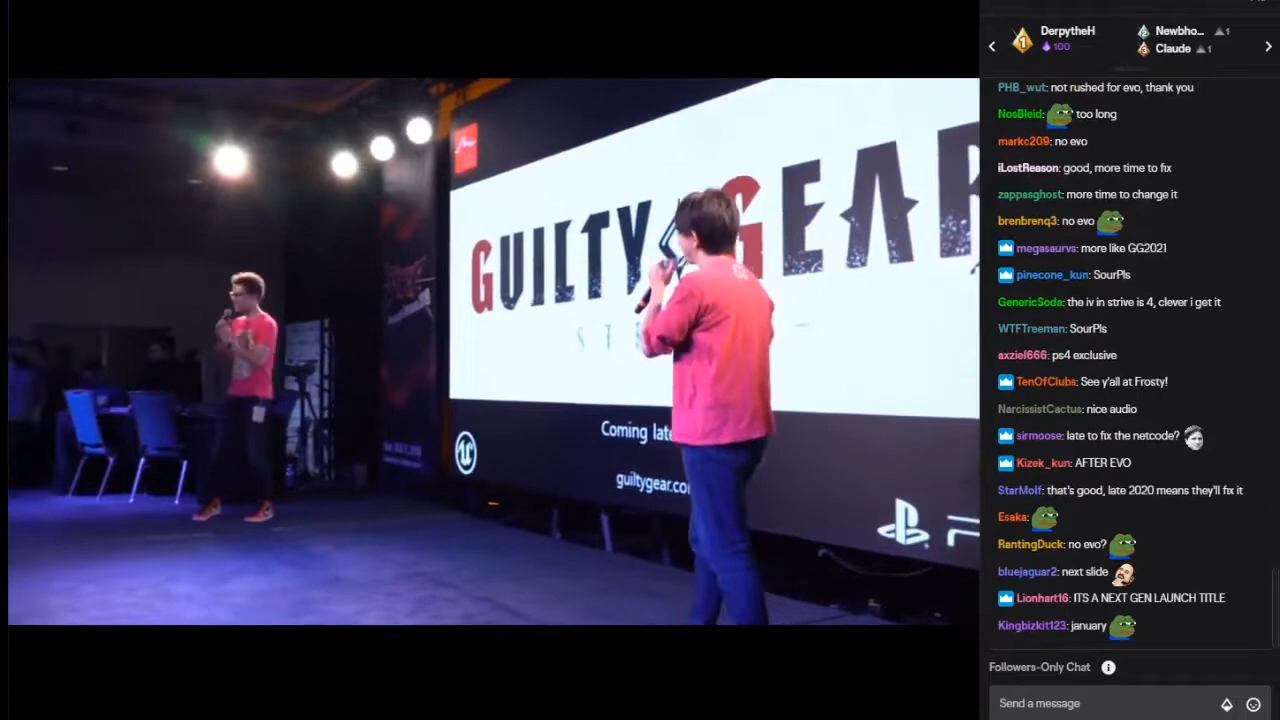 GUILTY GEAR
Coming late
guiltygear.co
DerpytheH
100
Newbho... 1
Claude 1
PHB_wut: not rushed for evo, thank you
NosBleid: too long
markc209: no evo
iLostReason: good, more time to fix
zappasghost: more time to change it
brenbrenq3: no evo
megasaurvs: more like GG2021
pinecone_kun: SourPls
GenericSoda: the iv in strive is 4, clever i get it
WTFTreeman: SourPls
axziel666: ps4 exclusive
TenOfClubs: See y'all at Frosty!
NarcissistCactus: nice audio
sirmoose: late to fix the netcode?
Kizek_kun: AFTER EVO
StarMolf: that's good, late 2020 means they'll fix it
Esaka:
RantingDuck: no evo?
bluejaguar2: next slide
Lionhart16: ITS A NEXT GEN LAUNCH TITLE
Kingbizkit123: january
Followers-Only Chat
Send a message